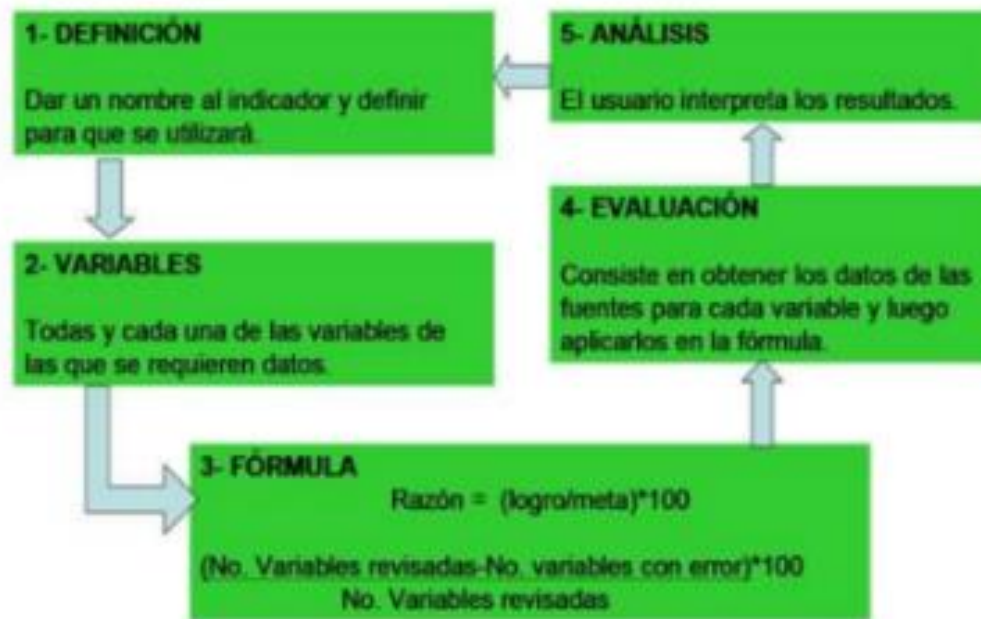 1- DEFINICIÓN
Dar un nombre al indicador y definir
para que se utilizará.
2- VARIABLES
Todas y cada una de las variables de
las que se requieren datos.
3- FÓRMULA
Razón = (logro/meta)*100
(No. Variables revisadas-No. variables con error)*100
No. Variables revisadas
4- EVALUACIÓN
Consiste en obtener los datos de las
fuentes para cada variable y luego
aplicarlos en la fórmula.
5- ANÁLISIS
El usuario interpreta los resultados.